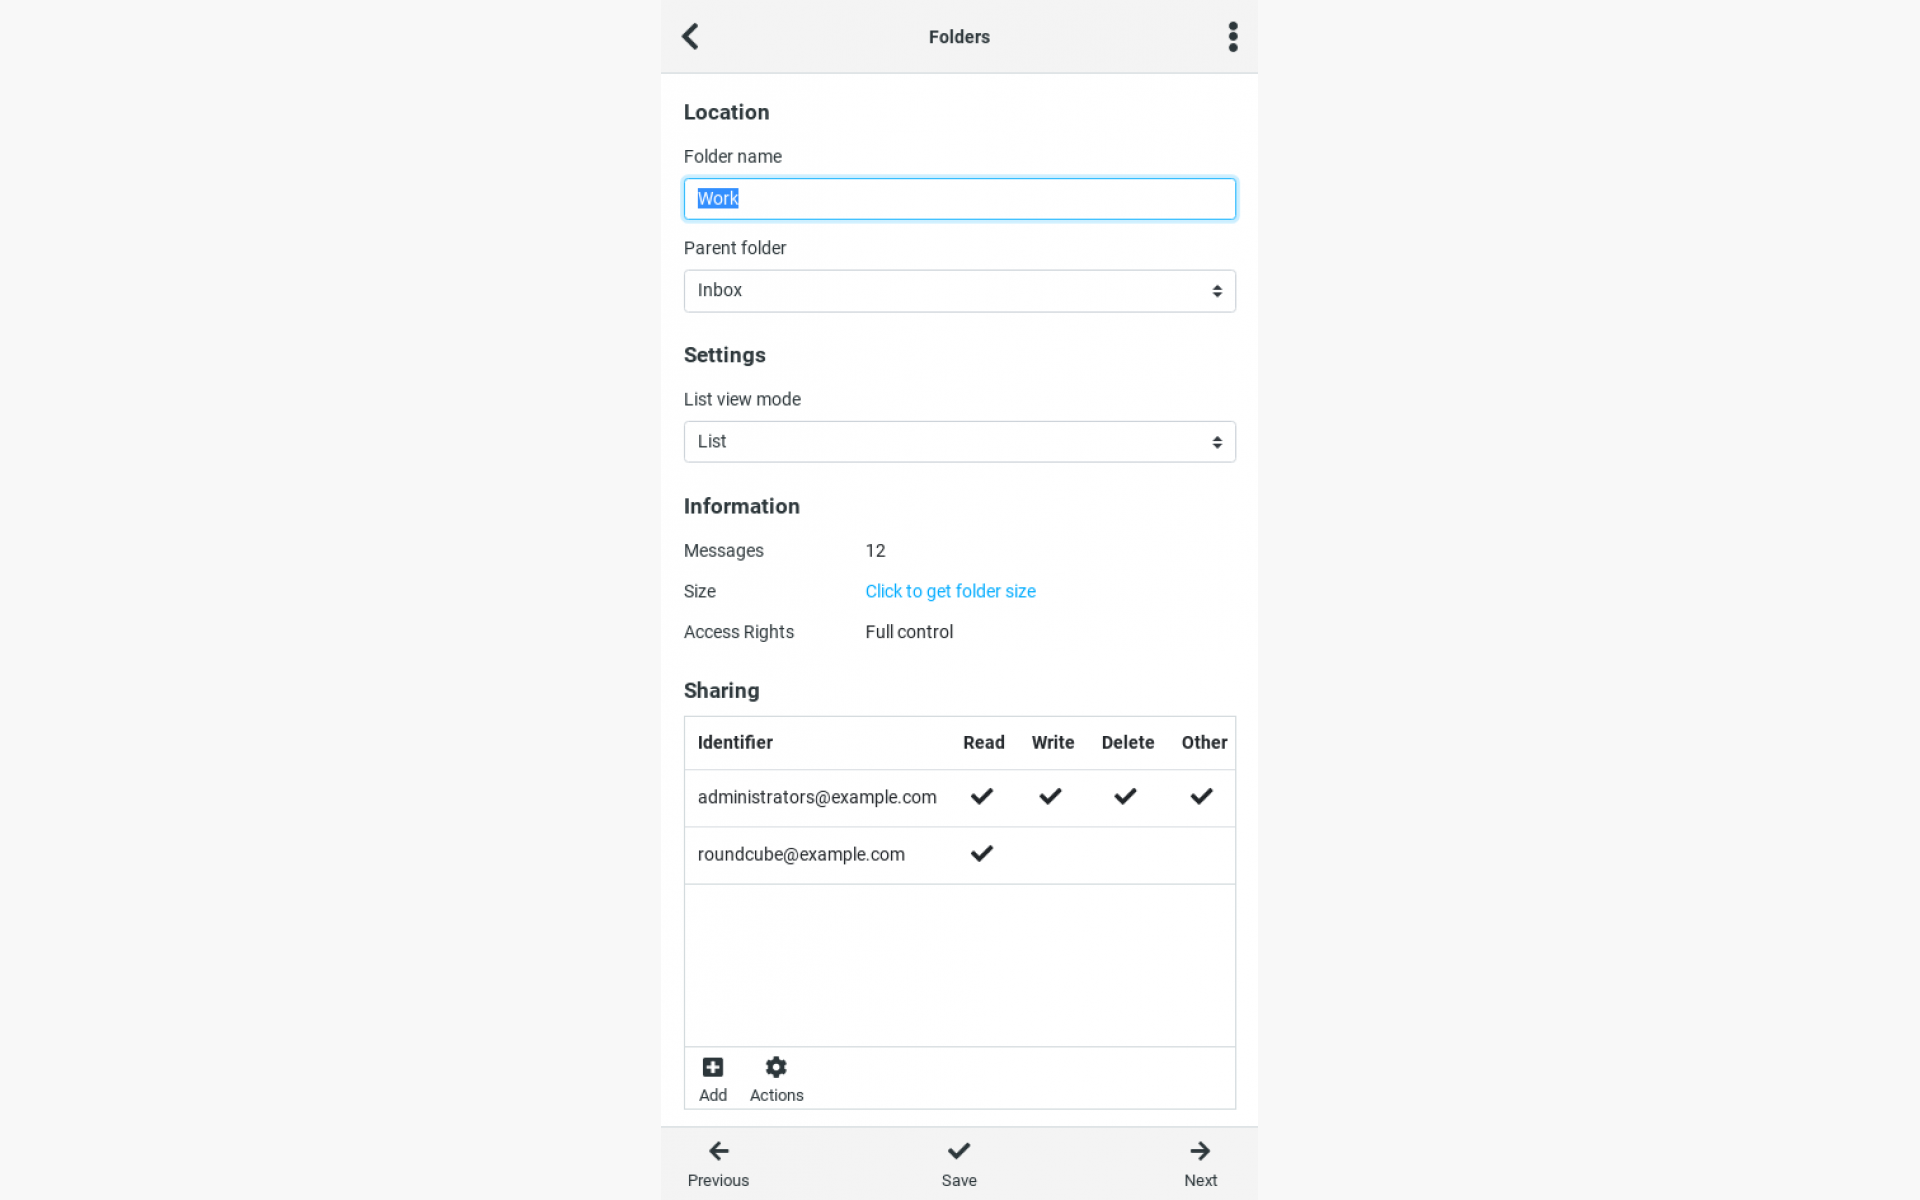 Folders
Location
Folder name
Work
Parent folder
Inbox
Settings
List view mode
List
Information
Messages 12
Size Click to get folder size
Access Rights Full control
Sharing
Identifier Read Write Delete Other
administrators@example.com
roundcube@example.com
Add Actions
Previous Save Next